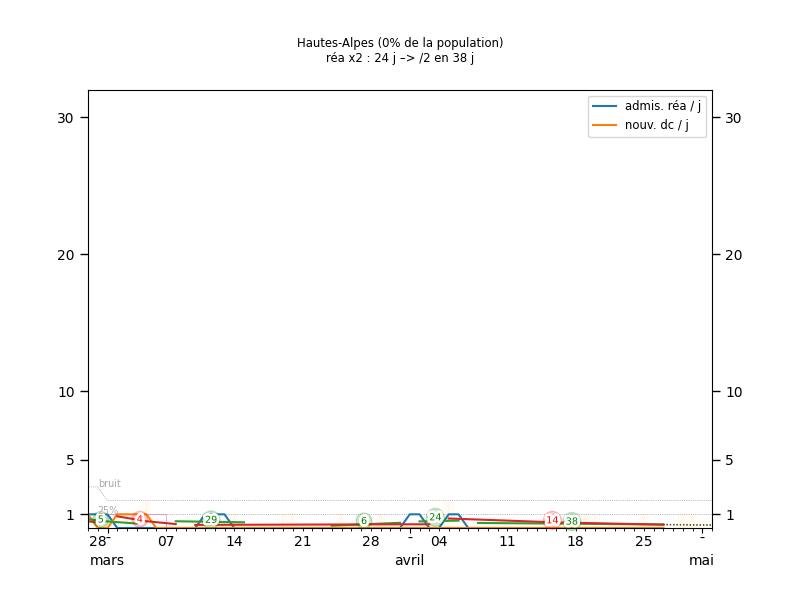 Hautes-Alpes (0% de la population)
réa x2 : 24 j –> /2 en 38 j
admis. réa / j
nouv. dc / j
30 30
20 20
10 10
5 5
bruit
25%
1 1
5 4 29 6 24 14 38
28 - 07 14 21 28 - 04 11 18 25 -
mars avril mai